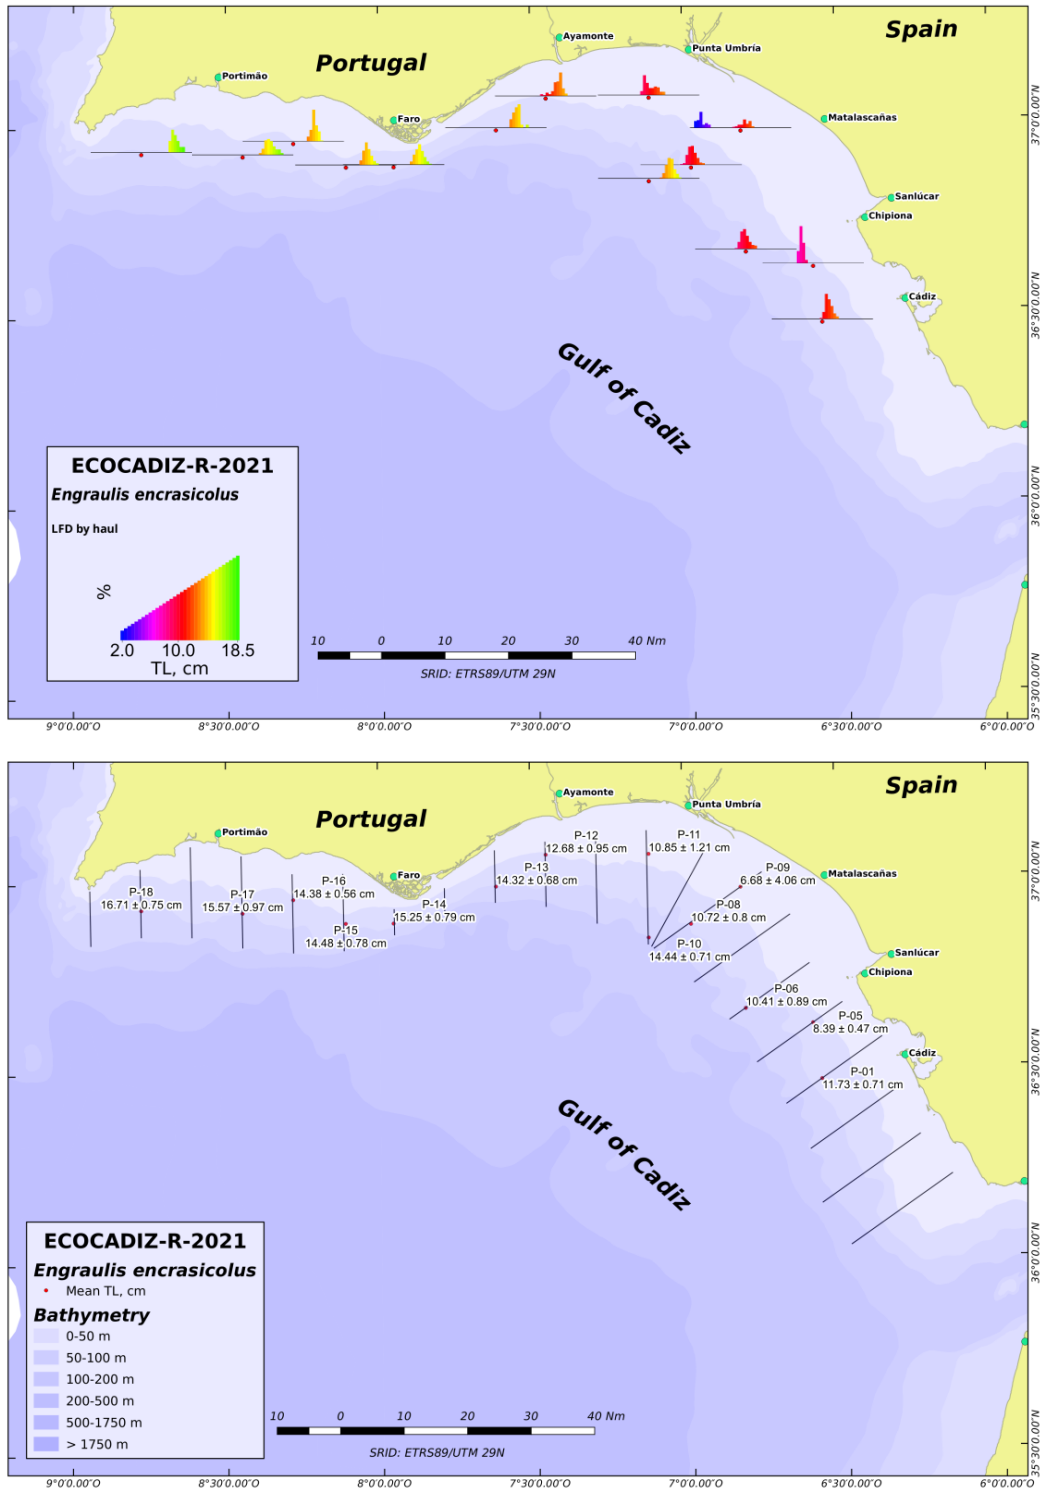 Spain
Portugal
Ayamonte
Punta Umbría
Portimão
Faro
Matalascañas
Sanlúcar
Chipiona
Cádiz
Gulf of Cadiz
37°0'0.00"N
36°30'0.00"N
36°0'0.00"N
35°30'0.00"N
ECOCADIZ-R-2021
Engraulis encrasicolus
LFD by haul
%
2.0 10.0 18.5
TL, cm
10 0 10 20 30 40 Nm
SRID: ETRS89/UTM 29N
9°0'0.00"O 8°30'0.00"O 8°0'0.00"O 7°30'0.00"O 7°0'0.00"O 6°30'0.00"O 6°0'0.00"O
Spain
Portugal
Ayamonte
Punta Umbría
Portimão
Faro
Matalascañas
Sanlúcar
Chipiona
Cádiz
P-12
12.68 ± 0.95 cm
P-11
10.85 ± 1.21 cm
P-13
14.32 ± 0.68 cm
P-09
6.68 ± 4.06 cm
P-18
16.71 ± 0.75 cm
P-17
15.57 ± 0.97 cm
P-16
14.38 ± 0.56 cm
P-14
15.25 ± 0.79 cm
P-15
14.48 ± 0.78 cm
P-08
10.72 ± 0.8 cm
P-10
14.44 ± 0.71 cm
P-06
10.41 ± 0.89 cm
P-05
8.39 ± 0.47 cm
P-01
11.73 ± 0.71 cm
Gulf of Cadiz
37°0'0.00"N
36°30'0.00"N
36°0'0.00"N
35°30'0.00"N
ECOCADIZ-R-2021
Engraulis encrasicolus
Mean TL, cm
Bathymetry
0-50 m
50-100 m
100-200 m
200-500 m
500-1750 m
> 1750 m
10 0 10 20 30 40 Nm
SRID: ETRS89/UTM 29N
9°0'0.00"O 8°30'0.00"O 8°0'0.00"O 7°30'0.00"O 7°0'0.00"O 6°30'0.00"O 6°0'0.00"O